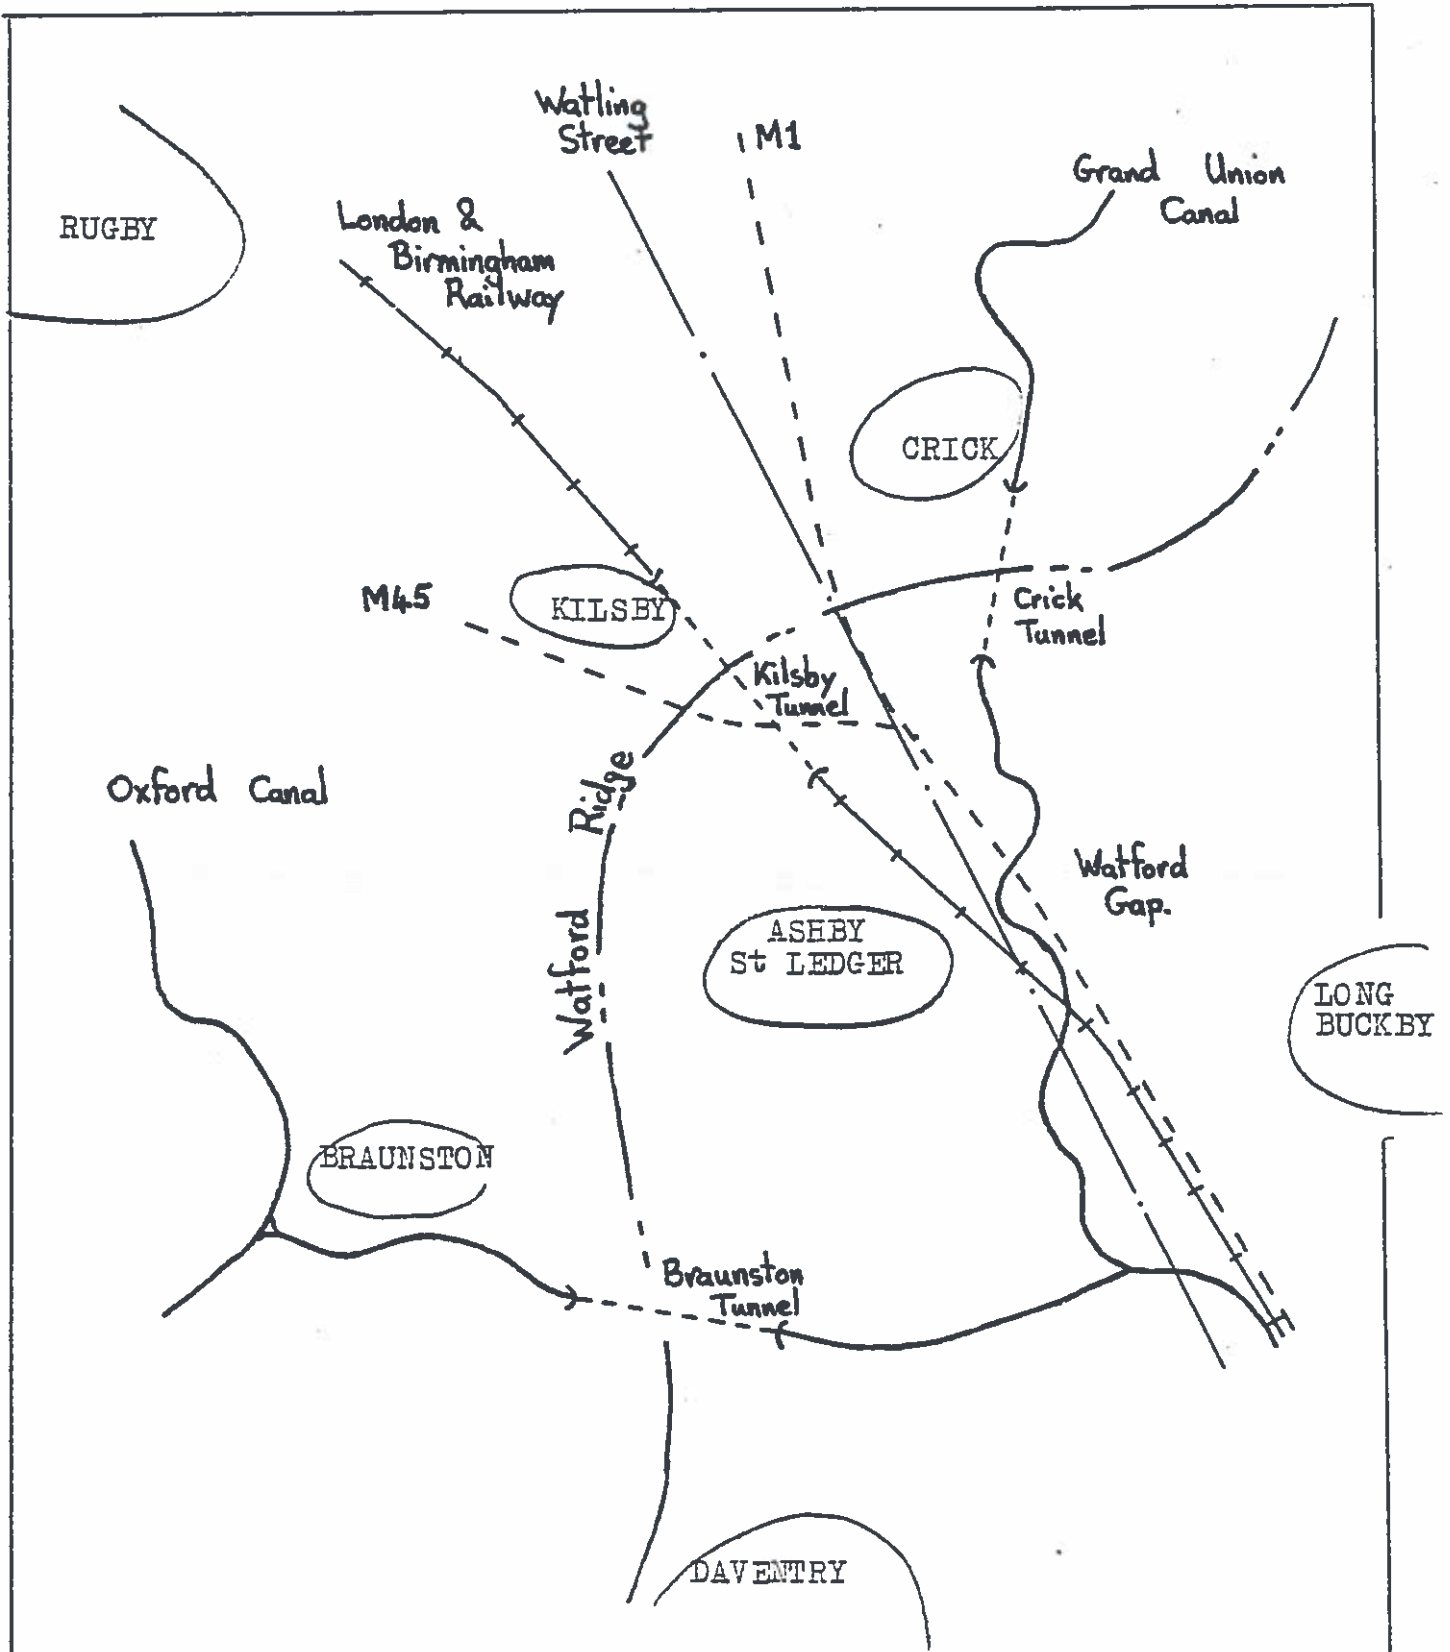 Watling
Street
M1
Grand Union
Canal
RUGBY
London &
Birmingham
Railway
CRICK
M45
KILSBY
Crick
Tunnel
Kilsby
Tunnel
Oxford Canal
Watford Ridge
Watford
Gap.
ASHBY
St LEDGER
LONG
BUCKBY
BRAUNSTON
Braunston
Tunnel
DAVENTRY